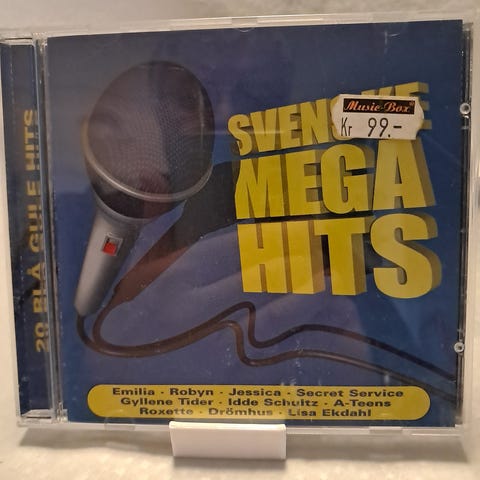 20 BLÅ GULE HITS
SVENSKE
Music-Box
Kr 99.-
MEGA
HITS
Emilia · Robyn · Jessica · Secret Service
Gyllene Tider · Idde Schultz · A-Teens
Roxette · Drömhus · Lisa Ekdahl